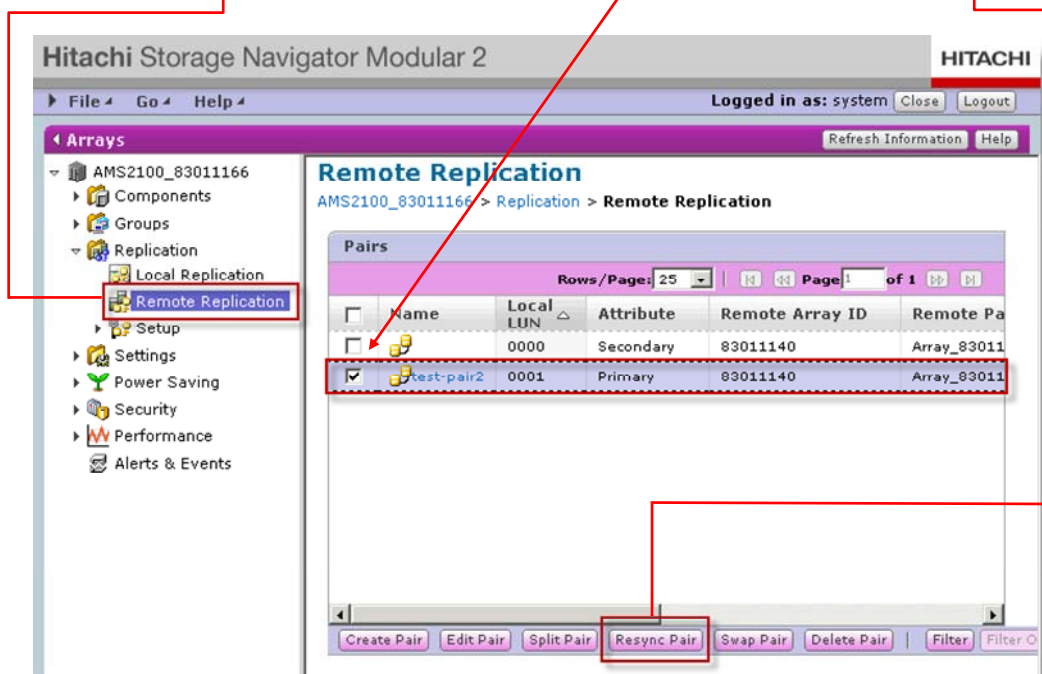 Hitachi Storage Navigator Modular 2
HITACHI
File Go Help
Logged in as: system Close Logout
Arrays
Refresh Information Help
AMS2100_83011166
Components
Groups
Replication
Local Replication
Remote Replication
Setup
Settings
Power Saving
Security
Performance
Alerts & Events
Remote Replication
AMS2100_83011166 > Replication > Remote Replication
Pairs
Rows/Page: 25 Page 1 of 1
Name Local LUN Attribute Remote Array ID Remote Pa
0000 Secondary 83011140 Array_83011
test-pair2 0001 Primary 83011140 Array_83011
Create Pair Edit Pair Split Pair Resync Pair Swap Pair Delete Pair | Filter Filter O